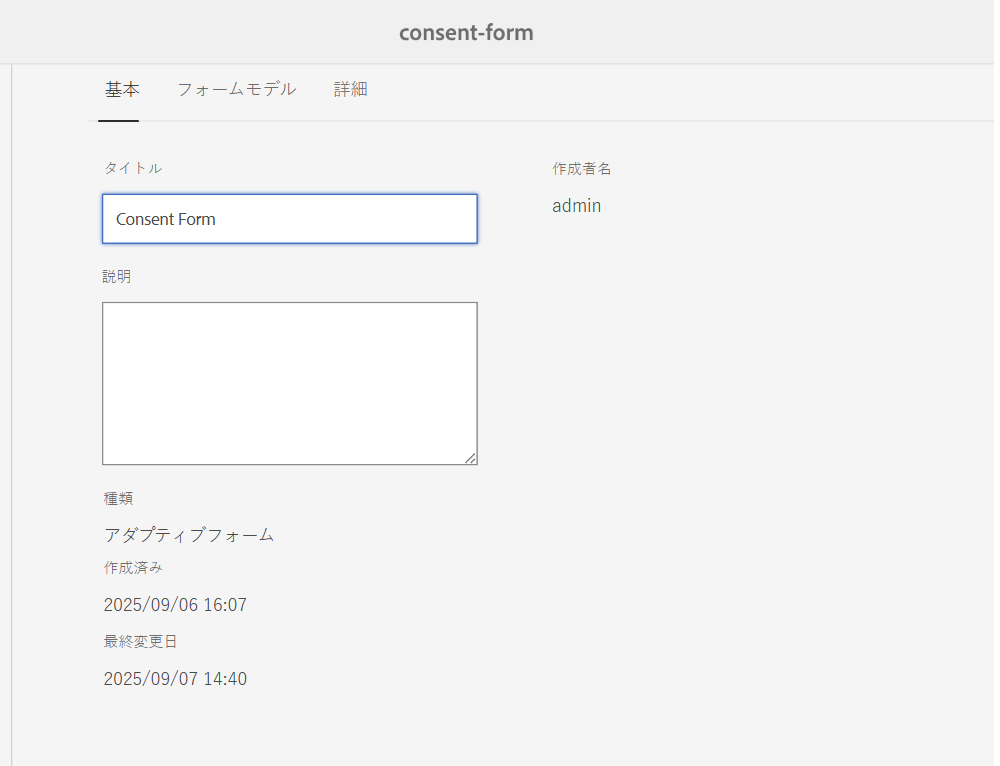 consent-form
基本 フォームモデル 詳細
タイトル
Consent Form
説明
種類
アダプティブフォーム
作成済み
2025/09/06 16:07
最終変更日
2025/09/07 14:40
作成者名
admin